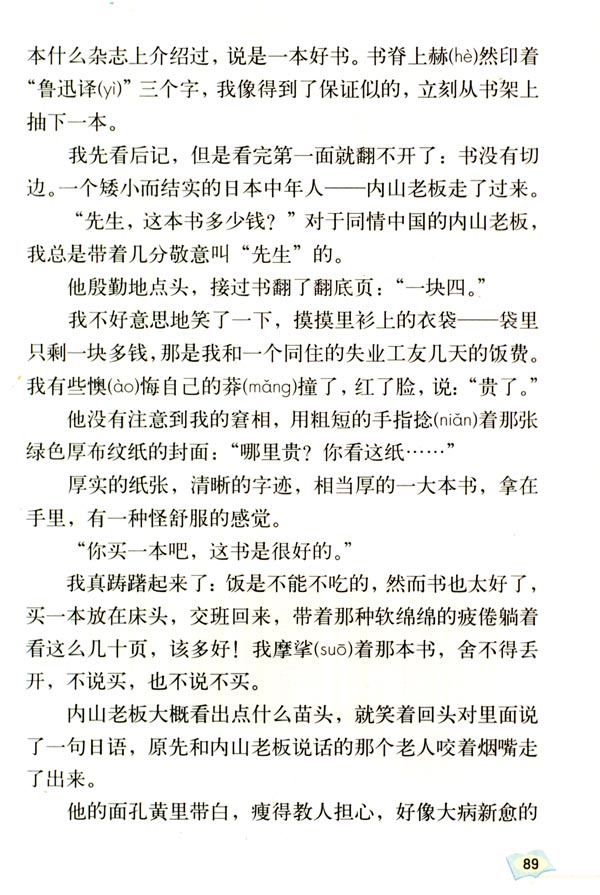 本什么杂志上介绍过，说是一本好书。书脊上赫(hè)然印着
“鲁迅译(yì)”三个字，我像得到了保证似的，立刻从书架上
抽下一本。
我先看后记，但是看完第一面就翻不开了：书没有切
边。一个矮小而结实的日本中年人——内山老板走了过来。
“先生，这本书多少钱？”对于同情中国的内山老板，
我总是带着几分敬意叫“先生”的。
他殷勤地点头，接过书翻了翻底页：“一块四。”
我不好意思地笑了一下，摸摸里衫上的衣袋——袋里
只剩一块多钱，那是我和一个同住的失业工友几天的饭费。
我有些懊(ào)悔自己的莽(mǎng)撞了，红了脸，说：“贵了。”
他没有注意到我的窘相，用粗短的手指捻(niǎn)着那张
绿色厚布纹纸的封面：“哪里贵？你看这纸……”
厚实的纸张，清晰的字迹，相当厚的一大本书，拿在
手里，有一种怪舒服的感觉。
“你买一本吧，这书是很好的。”
我真踌躇起来了：饭是不能不吃的，然而书也太好了，
买一本放在床头，交班回来，带着那种软绵绵的疲倦躺着
看这么几十页，该多好！我摩挲(suō)着那本书，舍不得丢
开，不说买，也不说不买。
内山老板大概看出点什么苗头，就笑着回头对里面说
了一句日语，原先和内山老板说话的那个老人咬着烟嘴走
了出来。
他的面孔黄里带白，瘦得教人担心，好像大病新愈的
89